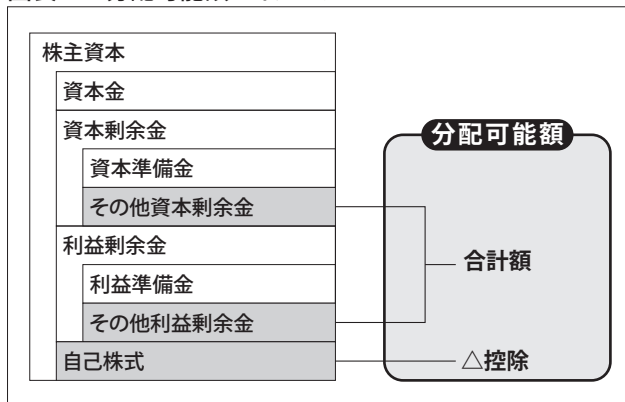 株主資本
資本金
資本剰余金
資本準備金
その他資本剰余金
利益剰余金
利益準備金
その他利益剰余金
自己株式
分配可能額
合計額
△控除